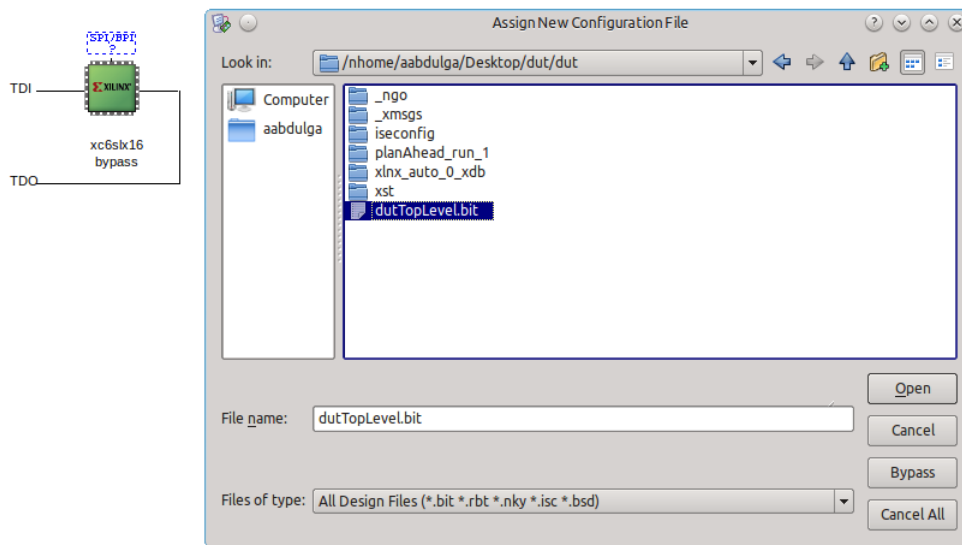 SPI/BPI
?
TDI
XILINX
xc6slx16
bypass
TDO
Assign New Configuration File
Look in:
/nhome/aabdulga/Desktop/dut/dut
Computer
aabdulga
_ngo
_xmsgs
iseconfig
planAhead_run_1
xlnx_auto_0_xdb
xst
dutTopLevel.bit
File name:
dutTopLevel.bit
Files of type:
All Design Files (*.bit *.rbt *.nky *.isc *.bsd)
Open
Cancel
Bypass
Cancel All